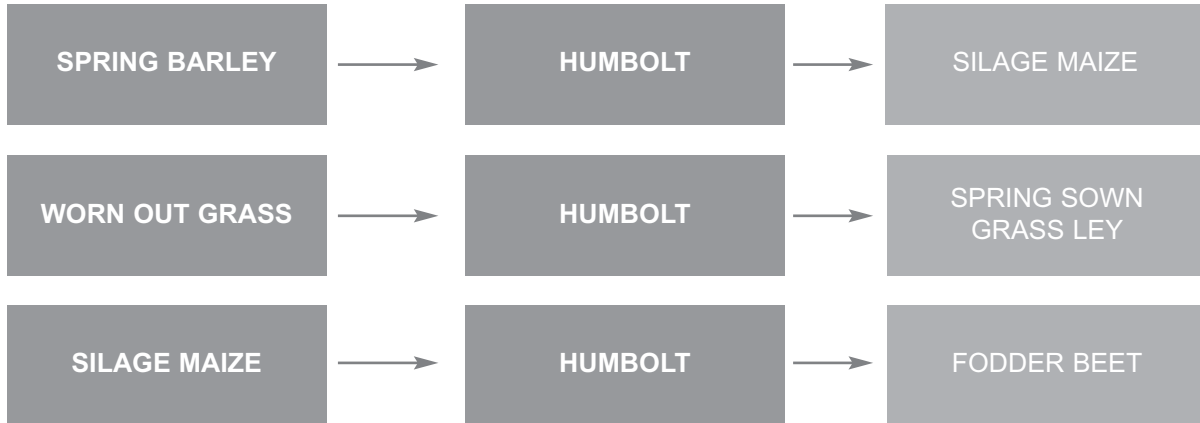 SPRING BARLEY
HUMBOLT
SILAGE MAIZE
WORN OUT GRASS
HUMBOLT
SPRING SOWN
GRASS LEY
SILAGE MAIZE
HUMBOLT
FODDER BEET